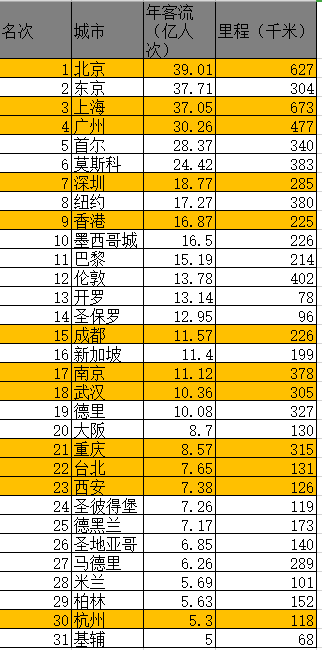 名次 城市 年客流（亿人次） 里程（千米）
1 北京 39.01 627
2 东京 37.71 304
3 上海 37.05 673
4 广州 30.26 477
5 首尔 28.37 340
6 莫斯科 24.42 383
7 深圳 18.77 285
8 纽约 17.27 380
9 香港 16.87 225
10 墨西哥城 16.5 226
11 巴黎 15.19 214
12 伦敦 13.78 402
13 开罗 13.14 78
14 圣保罗 12.95 96
15 成都 11.57 226
16 新加坡 11.4 199
17 南京 11.12 378
18 武汉 10.36 305
19 德里 10.08 327
20 大阪 8.7 130
21 重庆 8.57 315
22 台北 7.65 131
23 西安 7.38 126
24 圣彼得堡 7.26 119
25 德黑兰 7.17 173
26 圣地亚哥 6.85 140
27 马德里 6.26 289
28 米兰 5.69 101
29 柏林 5.63 152
30 杭州 5.3 118
31 基辅 5 68